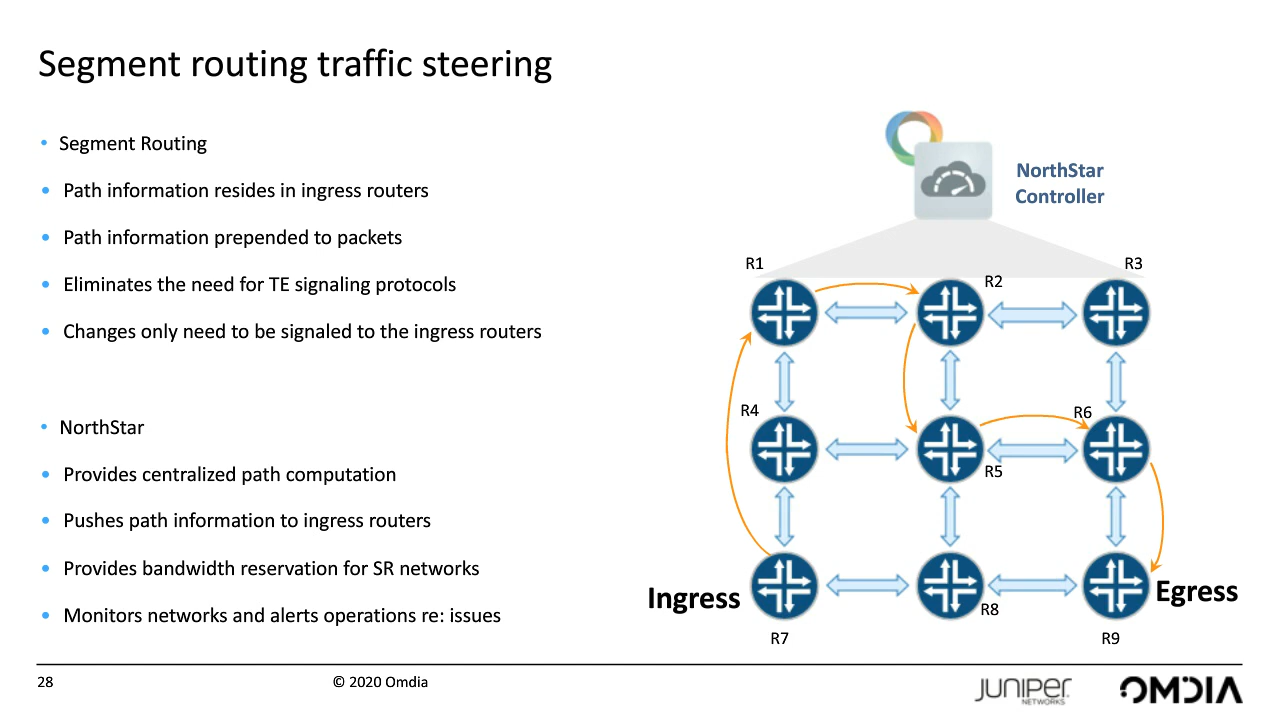 Segment routing traffic steering
• Segment Routing
• Path information resides in ingress routers
• Path information prepended to packets
• Eliminates the need for TE signaling protocols
• Changes only need to be signaled to the ingress routers
• NorthStar
• Provides centralized path computation
• Pushes path information to ingress routers
• Provides bandwidth reservation for SR networks
• Monitors networks and alerts operations re: issues
NorthStar
Controller
R1
R2
R3
R4
R5
R6
Ingress
Egress
R7
R8
R9
28
© 2020 Omdia
JUNIPEr
NETWORKS
OMDIA